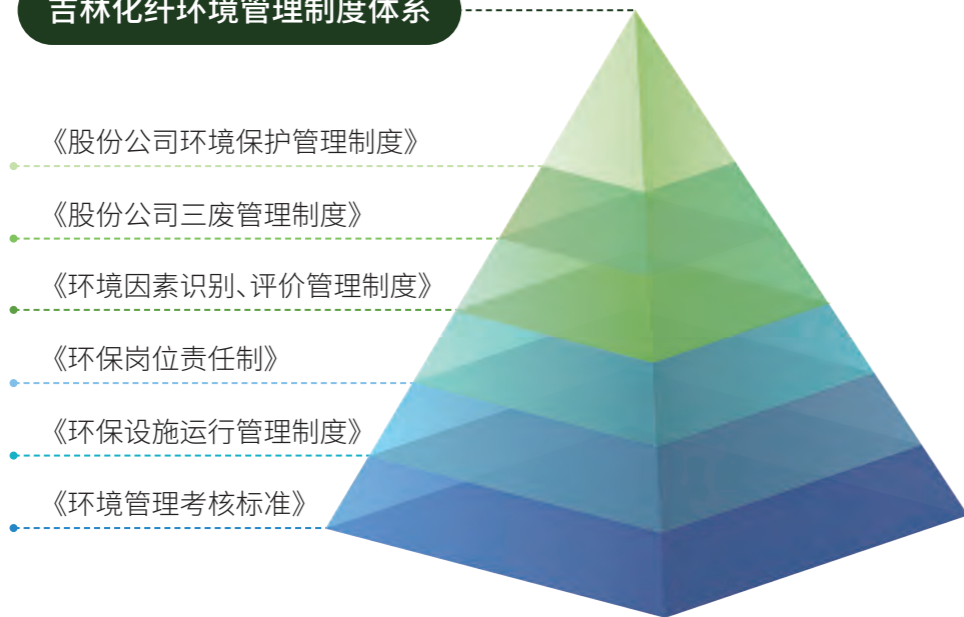 吉林化纤环境管理制度体系
《股份公司环境保护管理制度》
《股份公司三废管理制度》
《环境因素识别、评价管理制度》
《环保岗位责任制》
《环保设施运行管理制度》
《环境管理考核标准》